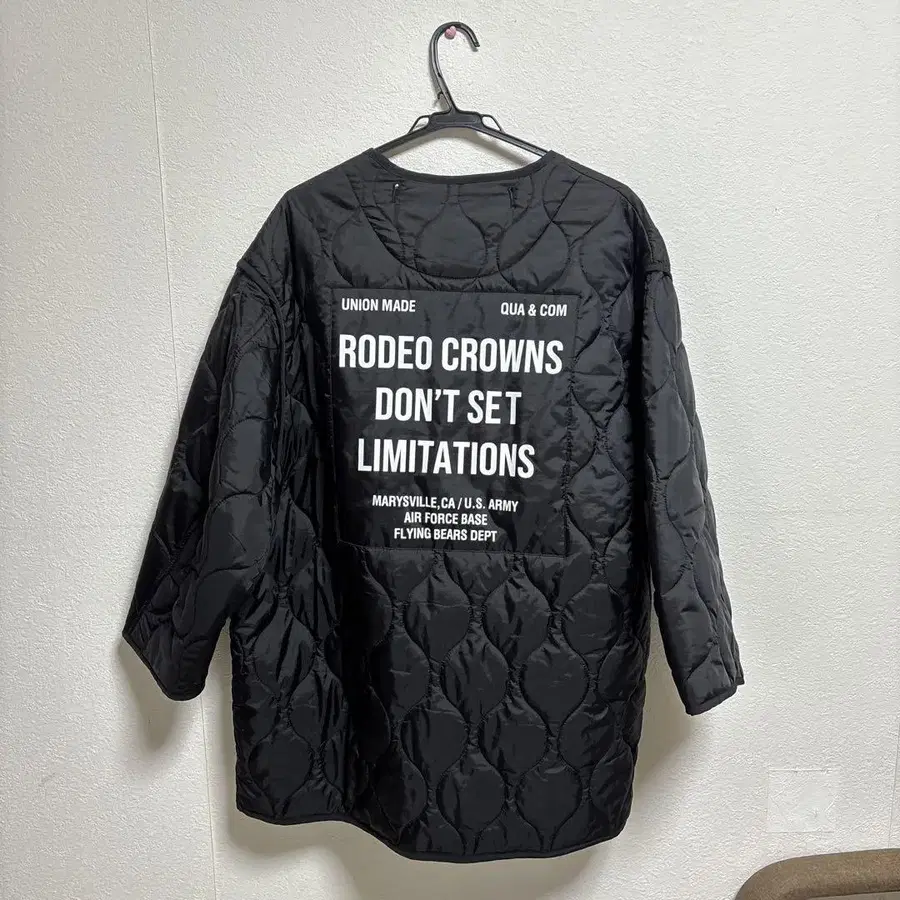 UNION MADE QUA & COM
RODEO CROWNS
DON'T SET
LIMITATIONS
MARYSVILLE,CA / U.S. ARMY
AIR FORCE BASE
FLYING BEARS DEPT